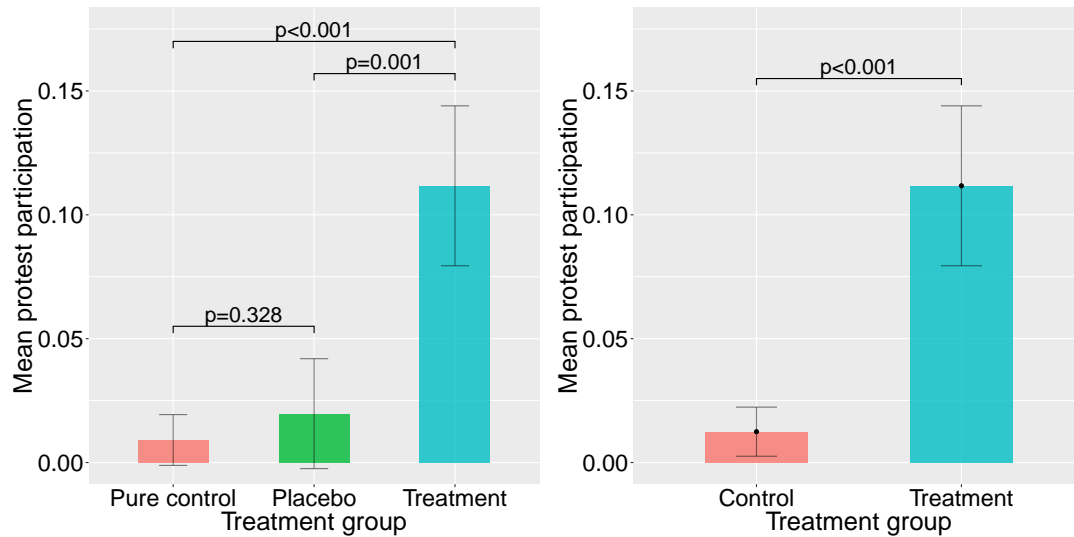 p<0.001
p=0.001
p=0.328
Mean protest participation
0.15
0.10
0.05
0.00
Pure control Placebo Treatment
Treatment group
p<0.001
Mean protest participation
0.15
0.10
0.05
0.00
Control Treatment
Treatment group